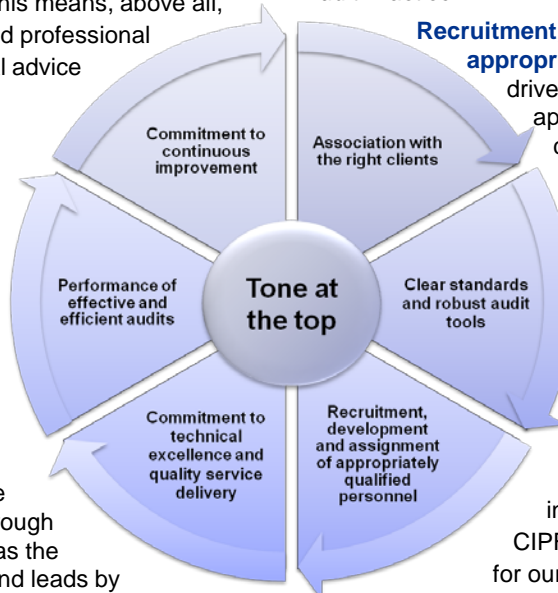 his means, above all,
d professional
l advice
Recruitment
appropri
drive
ap
Commitment to
continuous
improvement
Association with
the right clients
Clear standards
and robust audit
tools
Recruitment,
development
and assignment
of appropriately
qualified
personnel
Commitment to
technical
excellence and
quality service
delivery
Performance of
effective and
efficient audits
Tone at
the top
e
ough
as the
nd leads by
in
CIPF
for our